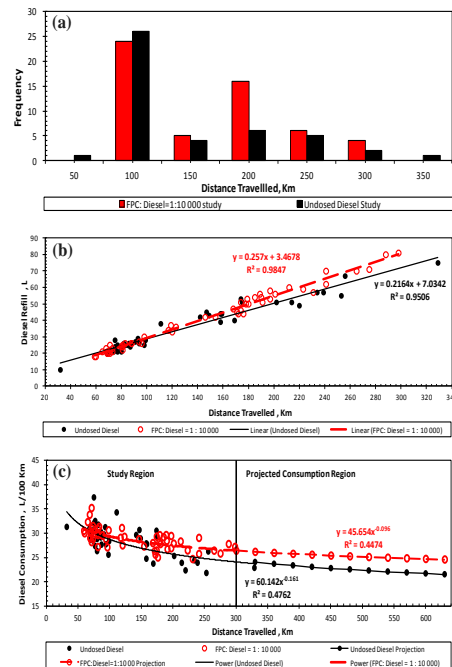 (a)
Frequency
30
25
20
15
10
5
0
50 100 150 200 250 300 350
Distance Travellled, Km
FPC: Diesel=1:10 000 study Undosed Diesel Study
(b)
Diesel Refill , L
90
80
70
60
50
40
30
20
10
0
y = 0.257x + 3.4678
R² = 0.9847
y = 0.2164x + 7.0342
R² = 0.9506
20 40 60 80 100 120 140 160 180 200 220 240 260 280 300 320 340
Distance Travelled , Km
Undosed Diesel FPC: Diesel = 1 : 10 000 Linear (Undosed Diesel) Linear (FPC: Diesel = 1: 10 000)
(c)
Diesel Consumption , L/100 Km
45
40
35
30
25
20
15
Study Region Projected Consumption Region
y = 45.654x^-0.096
R² = 0.4474
y = 60.142x^-0.161
R² = 0.4762
0 50 100 150 200 250 300 350 400 450 500 550 600
Distance Travelled , Km
Undosed Diesel FPC: Diesel = 1 : 10 000 Undosed Diesel Projection
*FPC: Diesel=1:10 000 Projection Power (Undosed Diesel) Power (FPC: Diesel = 1 : 10 000)